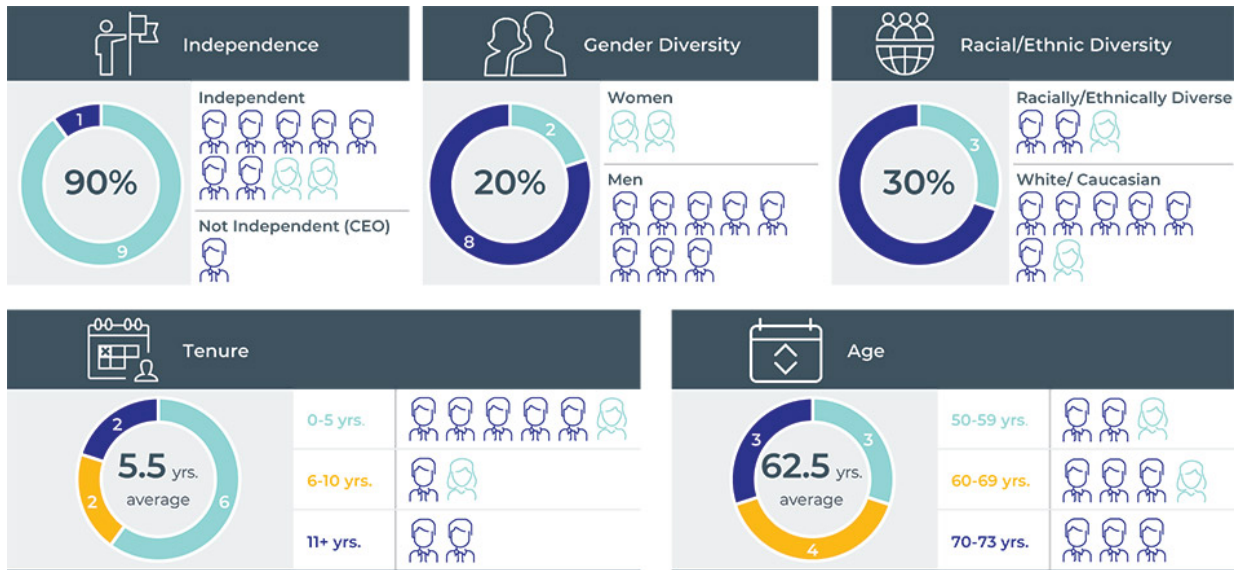 Independence
1
90%
9
Independent
Not Independent (CEO)
Gender Diversity
2
20%
8
Women
Men
Racial/Ethnic Diversity
3
30%
Racially/Ethnically Diverse
White/ Caucasian
Tenure
2
5.5 yrs.
average
2
6
0-5 yrs.
6-10 yrs.
11+ yrs.
Age
3
3
62.5 yrs.
average
4
50-59 yrs.
60-69 yrs.
70-73 yrs.